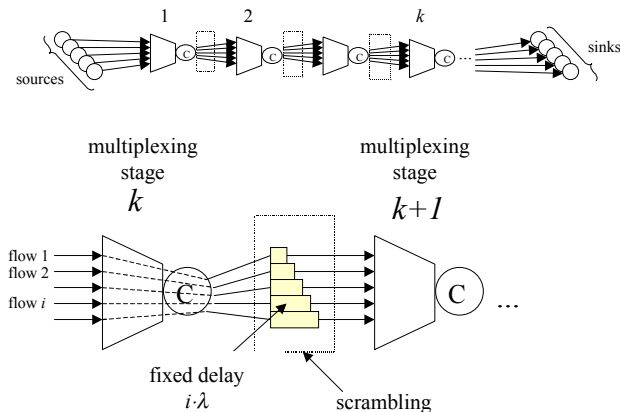 1 2 k
C C C C ...
sources
sinks
multiplexing
stage
k
multiplexing
stage
k+1
flow 1
flow 2
flow i
C
C
...
fixed delay
i·λ
scrambling